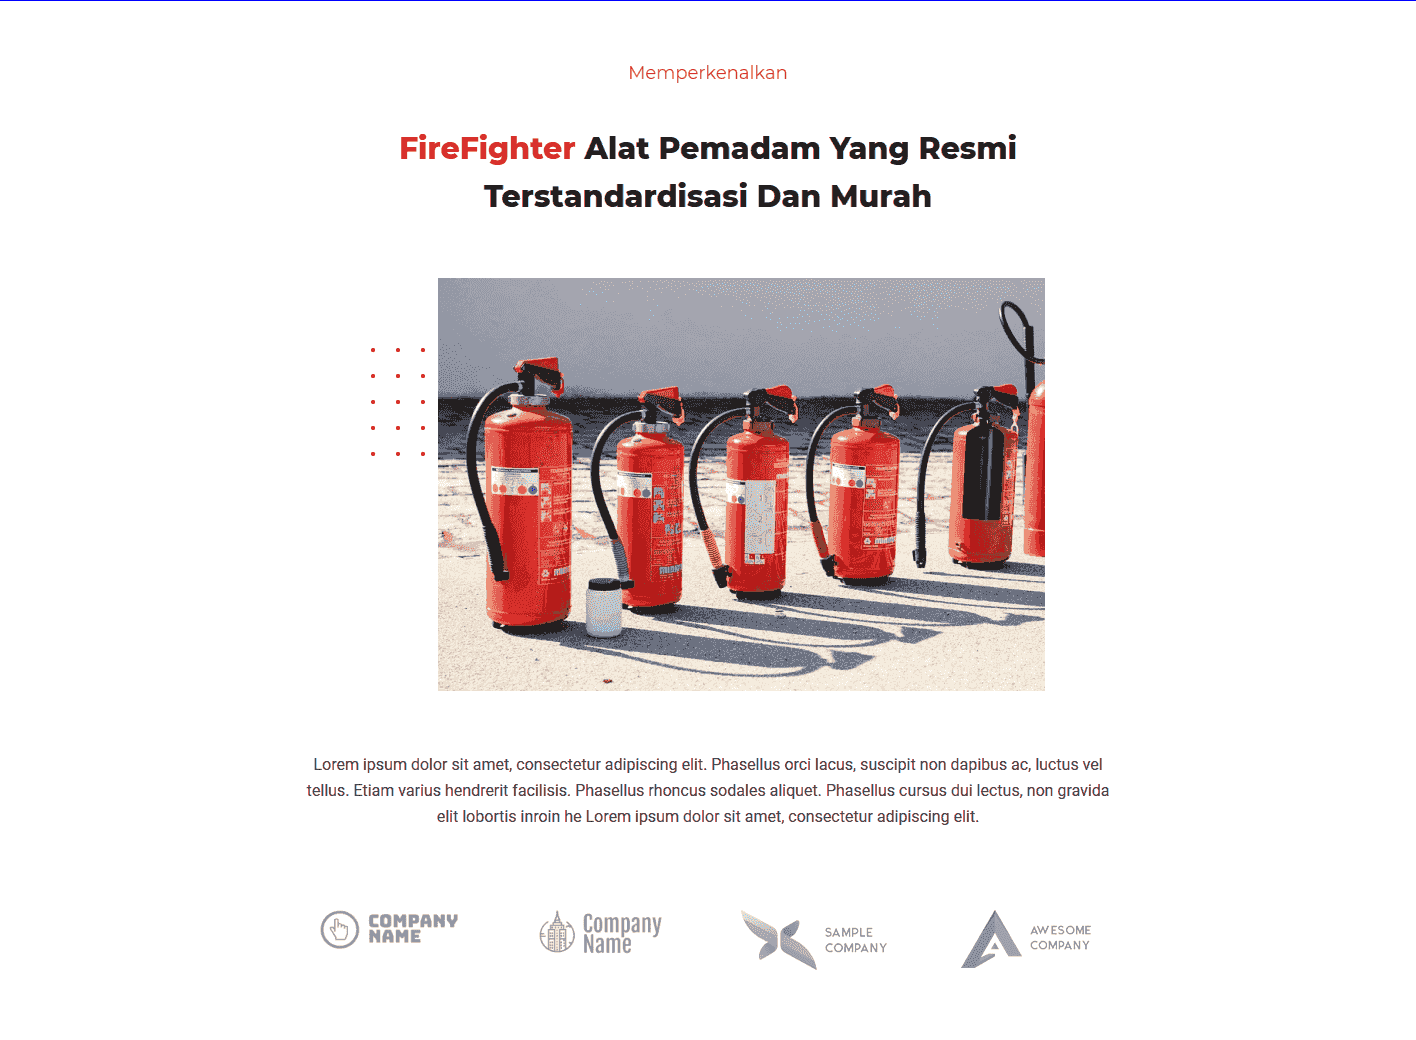 Memperkenalkan
FireFighter Alat Pemadam Yang Resmi
Terstandardisasi Dan Murah
Lorem ipsum dolor sit amet, consectetur adipiscing elit. Phasellus orci lacus, suscipit non dapibus ac, luctus vel
tellus. Etiam varius hendrerit facilisis. Phasellus rhoncus sodales aliquet. Phasellus cursus dui lectus, non gravida
elit lobortis inroin he Lorem ipsum dolor sit amet, consectetur adipiscing elit.
COMPANY
NAME
Company
Name
SAMPLE
COMPANY
AWESOME
COMPANY